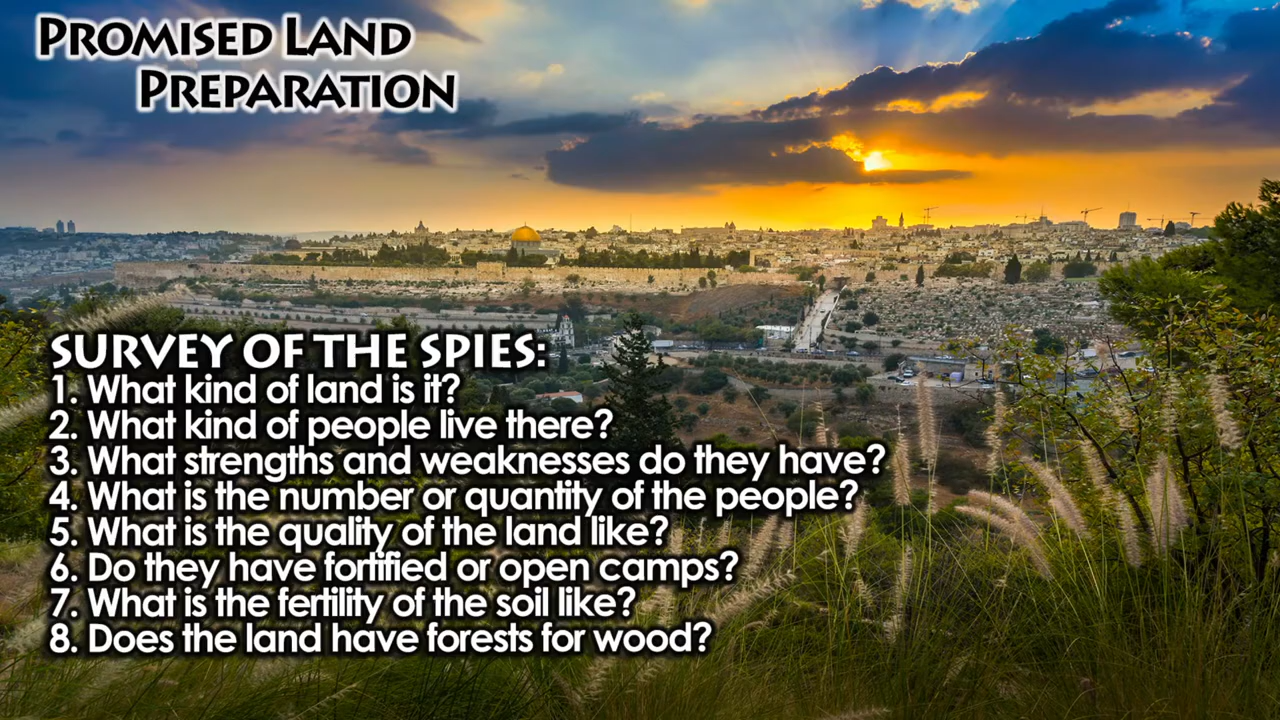 Promised Land
Preparation
SURVEY OF THE SPIES:
1. What kind of land is it?
2. What kind of people live there?
3. What strengths and weaknesses do they have?
4. What is the number or quantity of the people?
5. What is the quality of the land like?
6. Do they have fortified or open camps?
7. What is the fertility of the soil like?
8. Does the land have forests for wood?